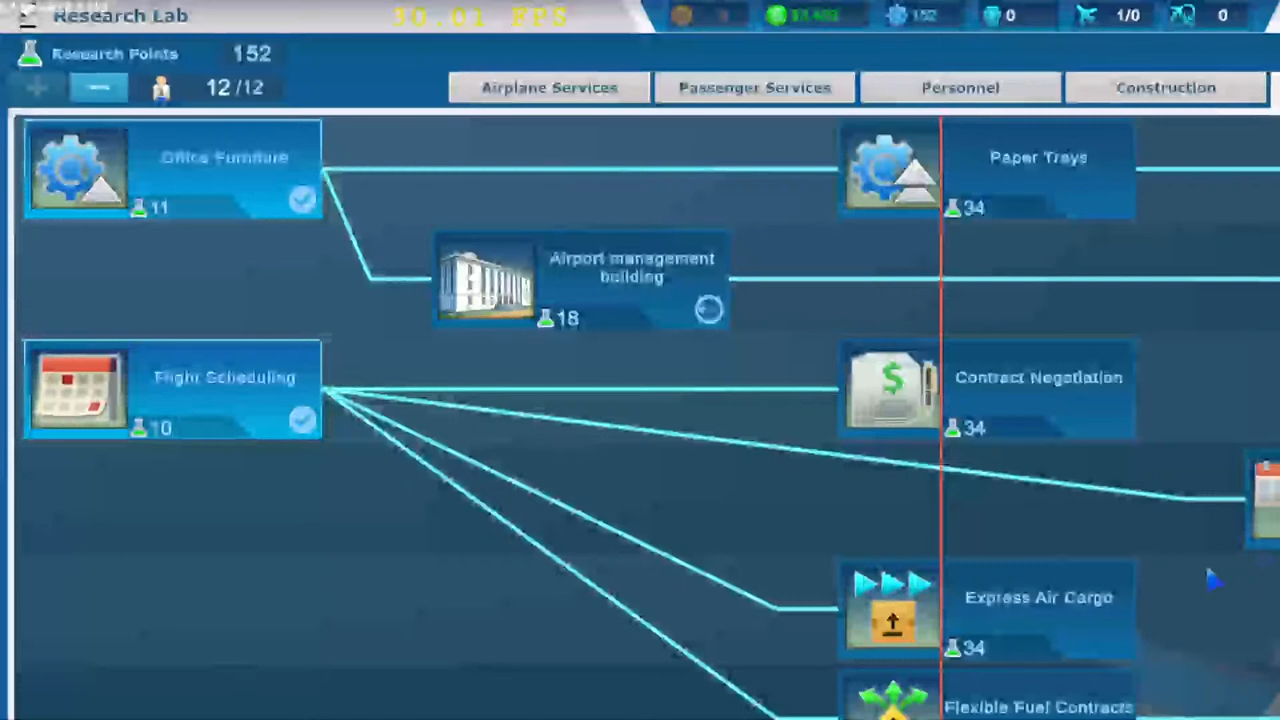 Research Lab
30.01 FPS
152
0
1/0
0
Research Points 152
12/12
Airplane Services
Passenger Services
Personnel
Construction
Office Furniture
11
Paper Trays
34
Airport management
building
18
Flight Scheduling
10
Contract Negotiation
34
Express Air Cargo
34
Flexible Fuel Contracts